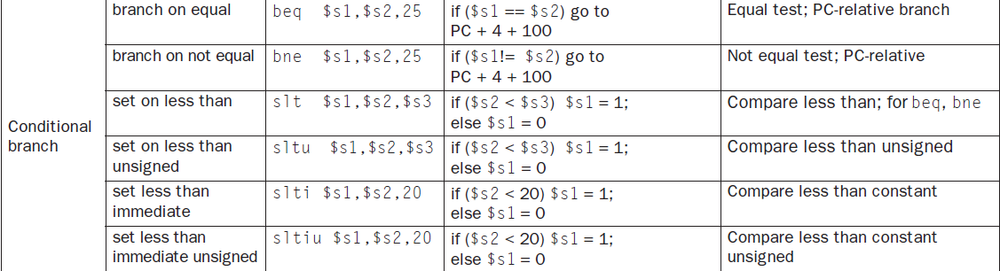 branch on equal beq $s1,$s2,25 if ($s1 == $s2) go to Equal test; PC-relative branch
PC + 4 + 100
branch on not equal bne $s1,$s2,25 if ($s1!= $s2) go to Not equal test; PC-relative
PC + 4 + 100
set on less than slt $s1,$s2,$s3 if ($s2 < $s3) $s1 = 1; Compare less than; for beq, bne
Conditional else $s1 = 0
branch set on less than sltu $s1,$s2,$s3 if ($s2 < $s3) $s1 = 1; Compare less than unsigned
unsigned else $s1 = 0
set less than slti $s1,$s2,20 if ($s2 < 20) $s1 = 1; Compare less than constant
immediate else $s1 = 0
set less than sltiu $s1,$s2,20 if ($s2 < 20) $s1 = 1; Compare less than constant
immediate unsigned else $s1 = 0 unsigned